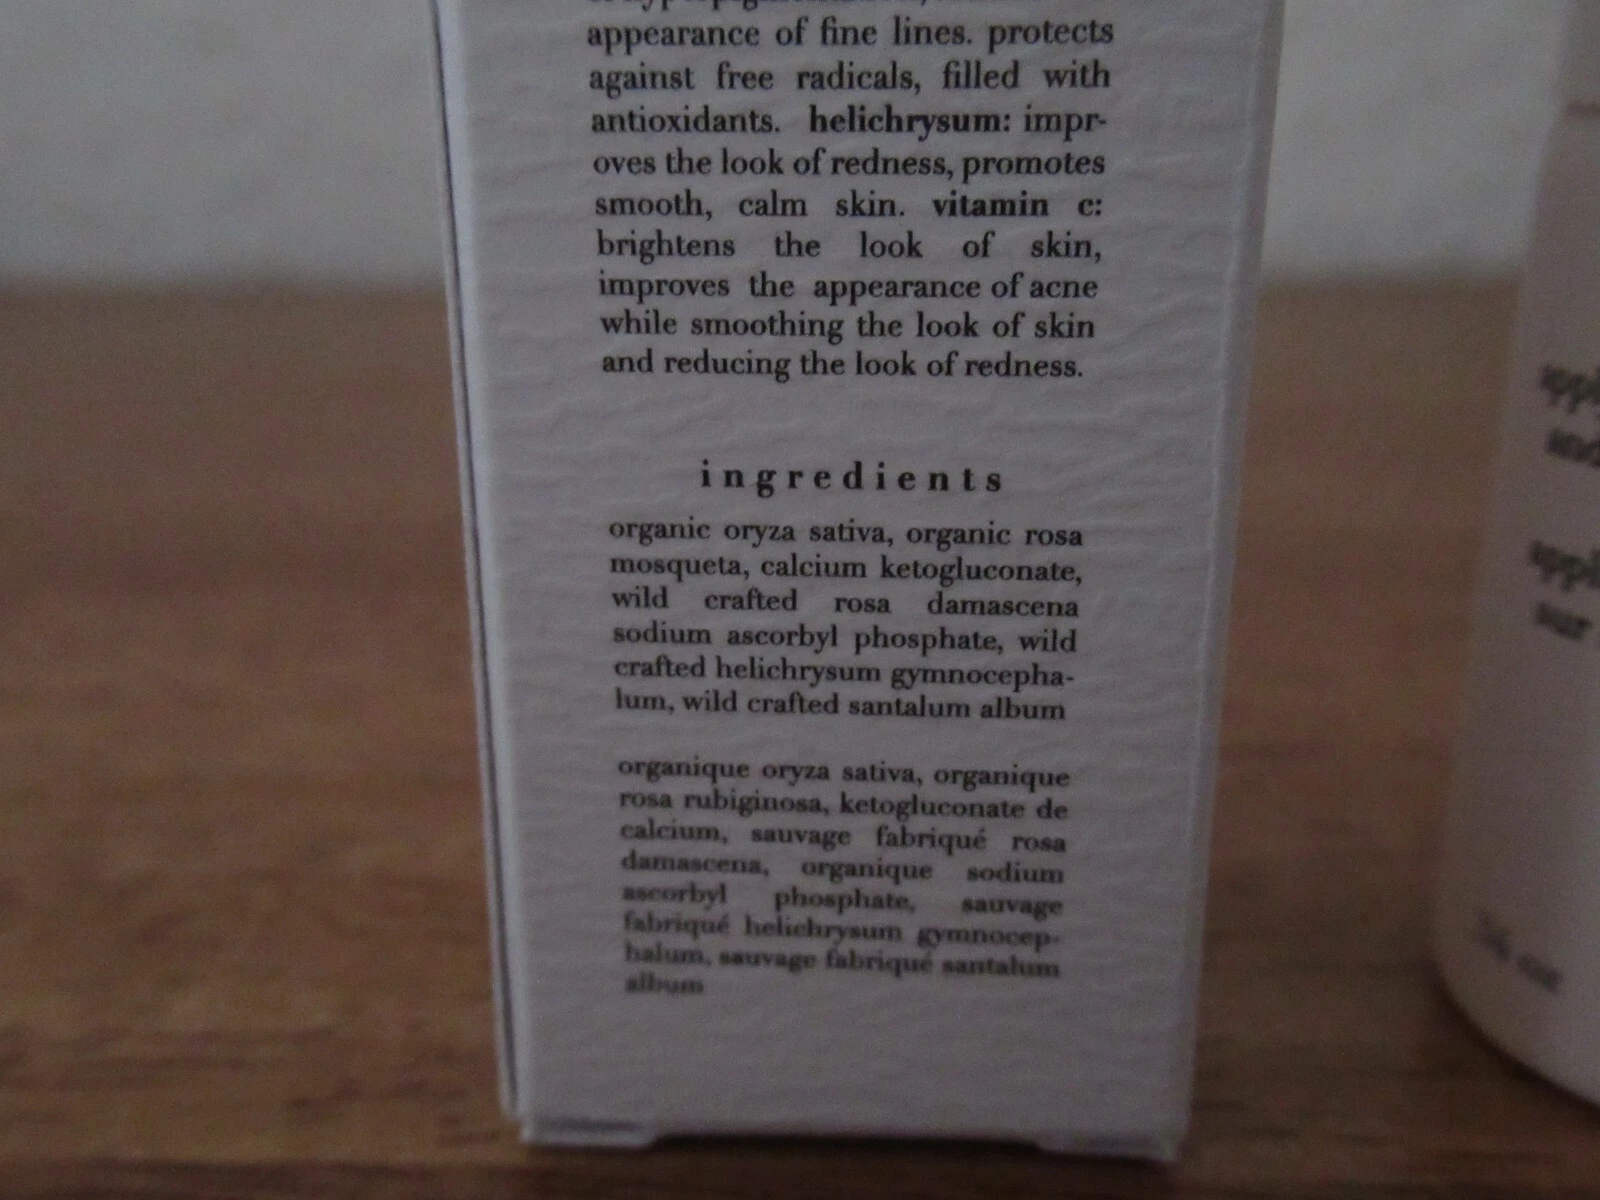 appearance of fine lines. protects
against free radicals, filled with
antioxidants. helichrysum: impr-
oves the look of redness, promotes
smooth, calm skin. vitamin c:
brightens the look of skin,
improves the appearance of acne
while smoothing the look of skin
and reducing the look of redness.
ingredients
organic oryza sativa, organic rosa
mosqueta, calcium ketogluconate,
wild crafted rosa damascena
sodium ascorbyl phosphate, wild
crafted helichrysum gymnocepha-
lum, wild crafted santalum album
organique oryza sativa, organique
rosa rubiginosa, ketogluconate de
calcium, sauvage fabriqué rosa
damascena, organique sodium
ascorbyl phosphate, sauvage
fabriqué helichrysum gymnocep-
halum, sauvage fabriqué santalum
album